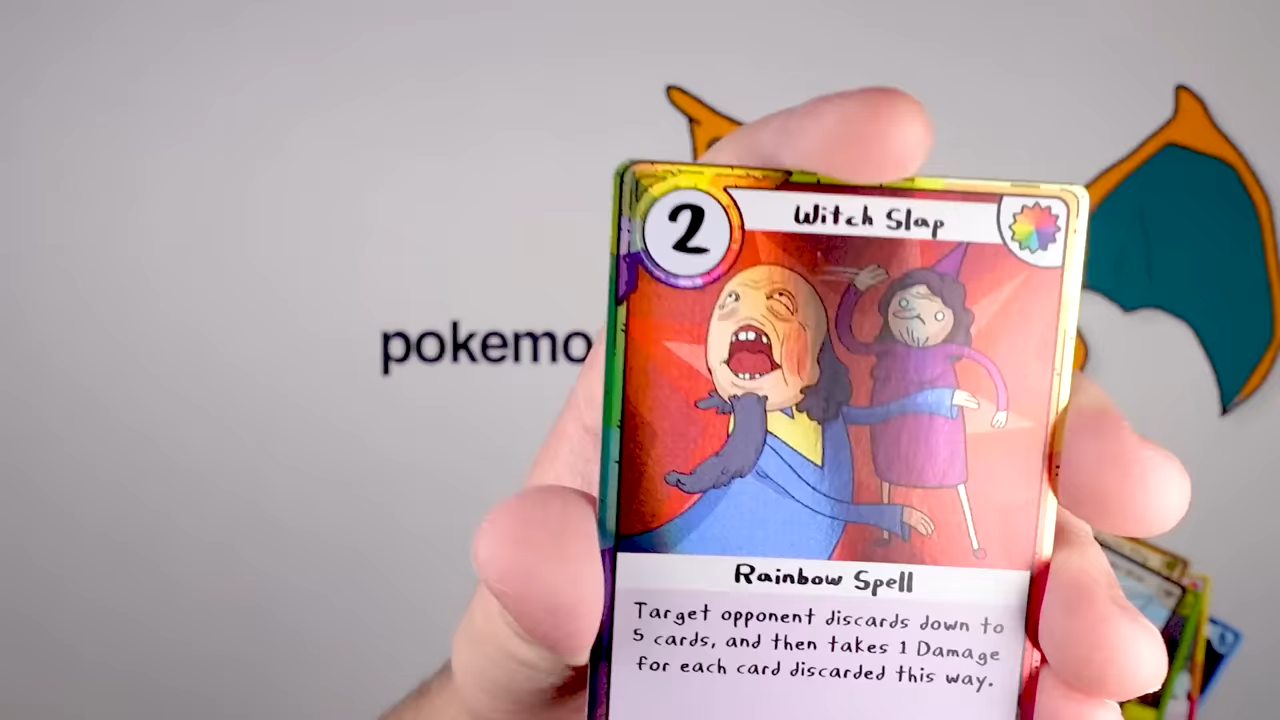 2
Witch Slap
pokemo
Rainbow Spell
Target opponent discards down to
5 cards, and then takes 1 Damage
for each card discarded this way.